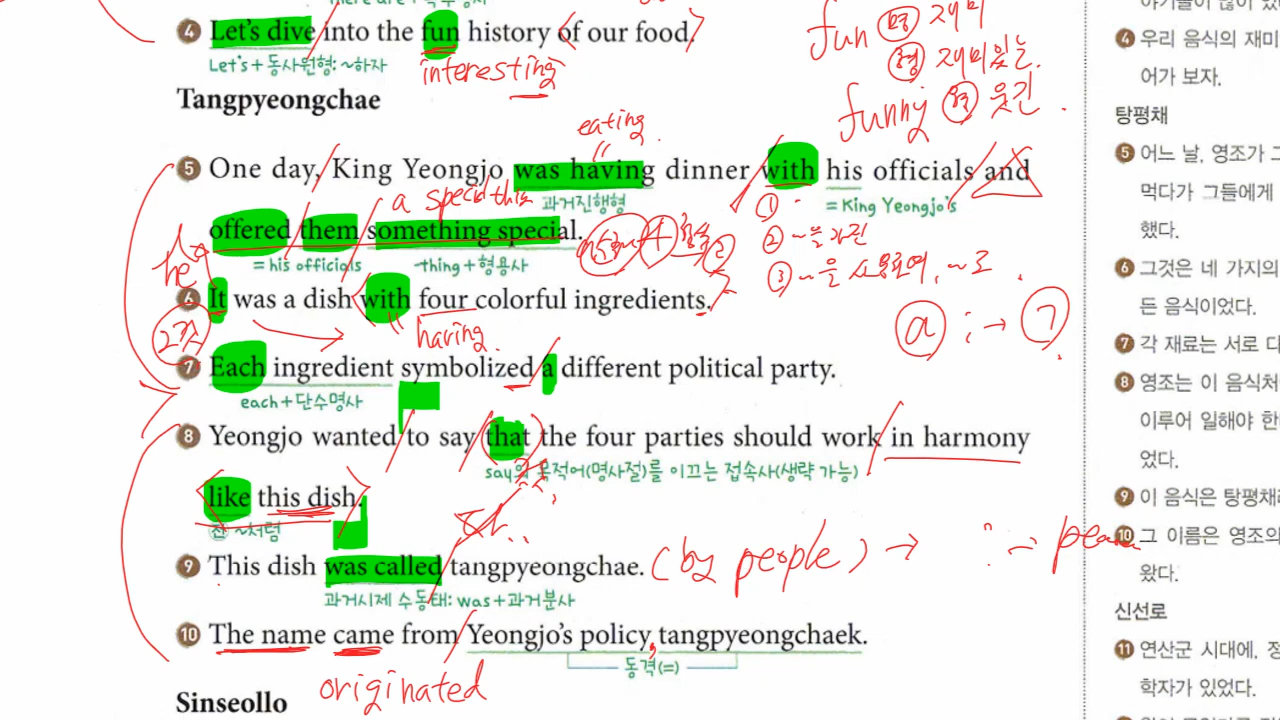 ④ Let's dive into the fun history of our food.
Let's + 동사원형: ~하자
interesting
fun 명 재미
형 재미있는.
funny 형 웃긴
Tangpyeongchae
eating
⑤ One day, King Yeongjo was having dinner with his officials and
과거진행형
= King Yeongjo's
a special thing
offered them something special.
= his officials
-thing + 형용사
①
② ~을 가진
③ ~을 사용하여, ~로
he
⑥ It was a dish with four colorful ingredients.
having
⑦ Each ingredient symbolized a different political party.
each + 단수명사
⑧ Yeongjo wanted to say that the four parties should work in harmony
say의 목적어(명사절)를 이끄는 접속사(생략 가능)
like this dish.
전 ~처럼
⑨ This dish was called tangpyeongchae. (by people) →
과거시제 수동태: was + 과거분사
⑩ The name came from Yeongjo's policy, tangpyeongchaek.
동격(=)
originated
Sinseollo
④ 우리 음식의 재미
어가 보자.
탕평채
⑤ 어느 날, 영조가 그
먹다가 그들에게
했다.
⑥ 그것은 네 가지의
든 음식이었다.
⑦ 각 재료는 서로 다
⑧ 영조는 이 음식처
이루어 일해야 한
었다.
⑨ 이 음식은 탕평채
⑩ 그 이름은 영조의
왔다.
신선로
⑪ 연산군 시대에, 정
학자가 있었다.